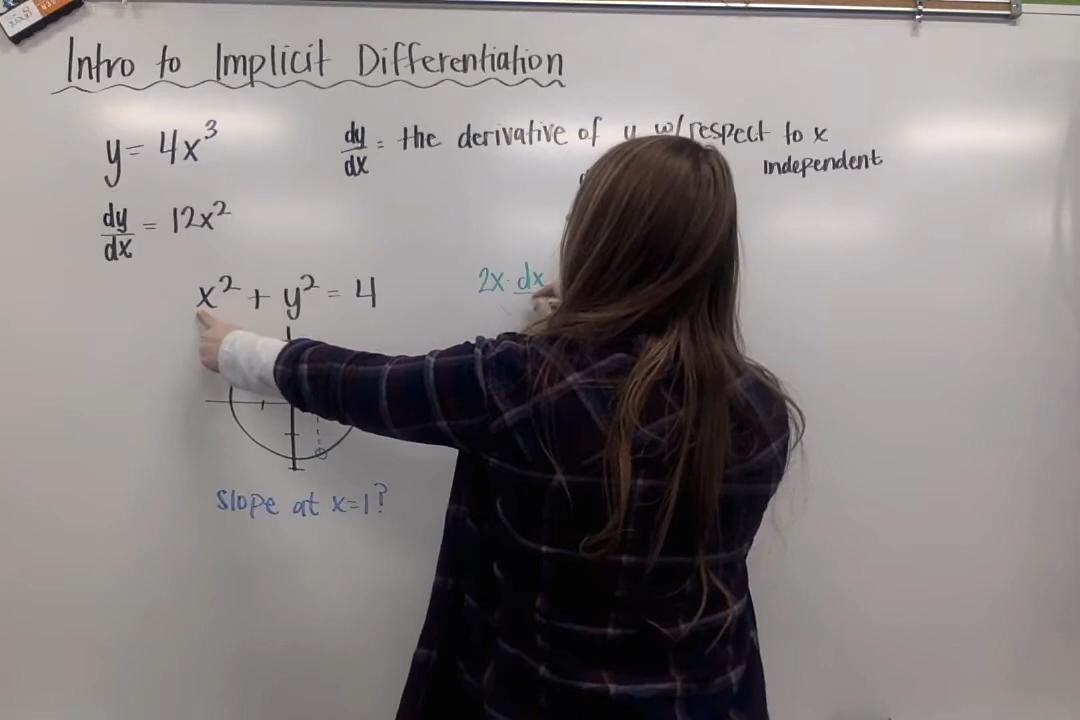 Intro to Implicit Differentiation
y = 4x³
dy/dx = the derivative of y w/ respect to x
independent
dy/dx = 12x²
x² + y² = 4
2x · dx
slope at x=1?